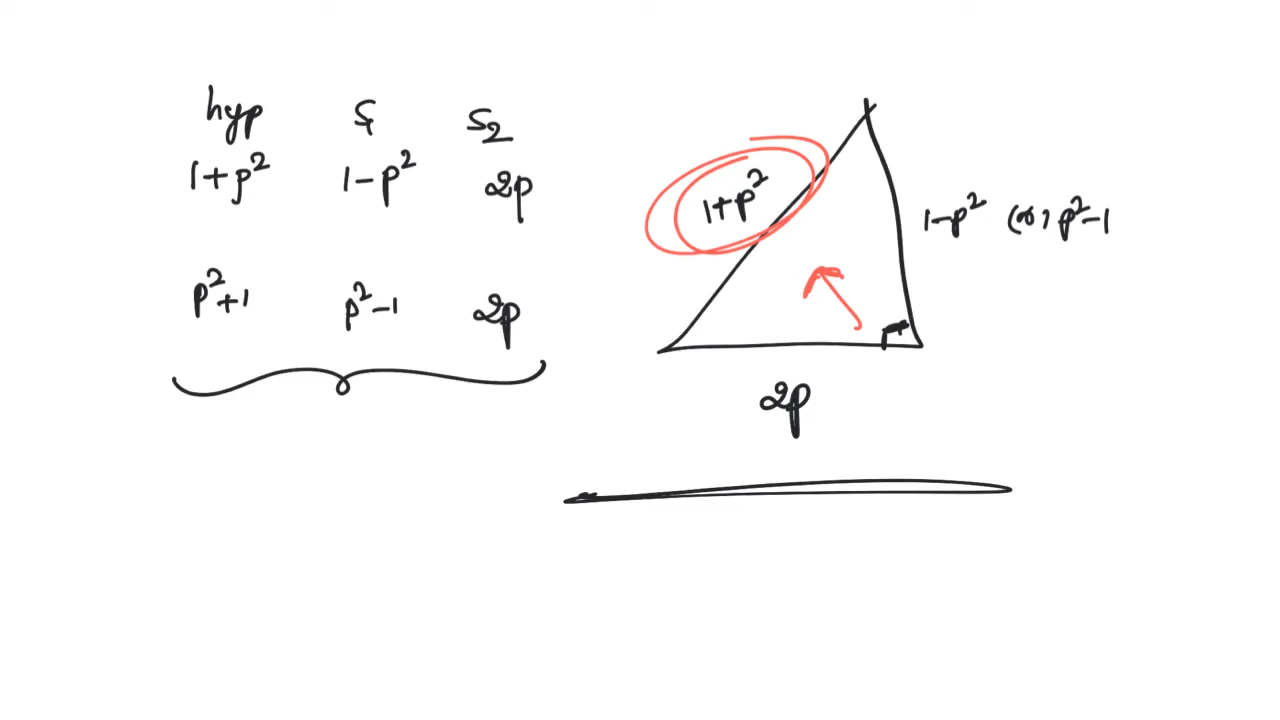 hyp S₁ S₂
1+p² 1-p² 2p
p²+1 p²-1 2p
1+p²
1-p² (or) p²-1
2p